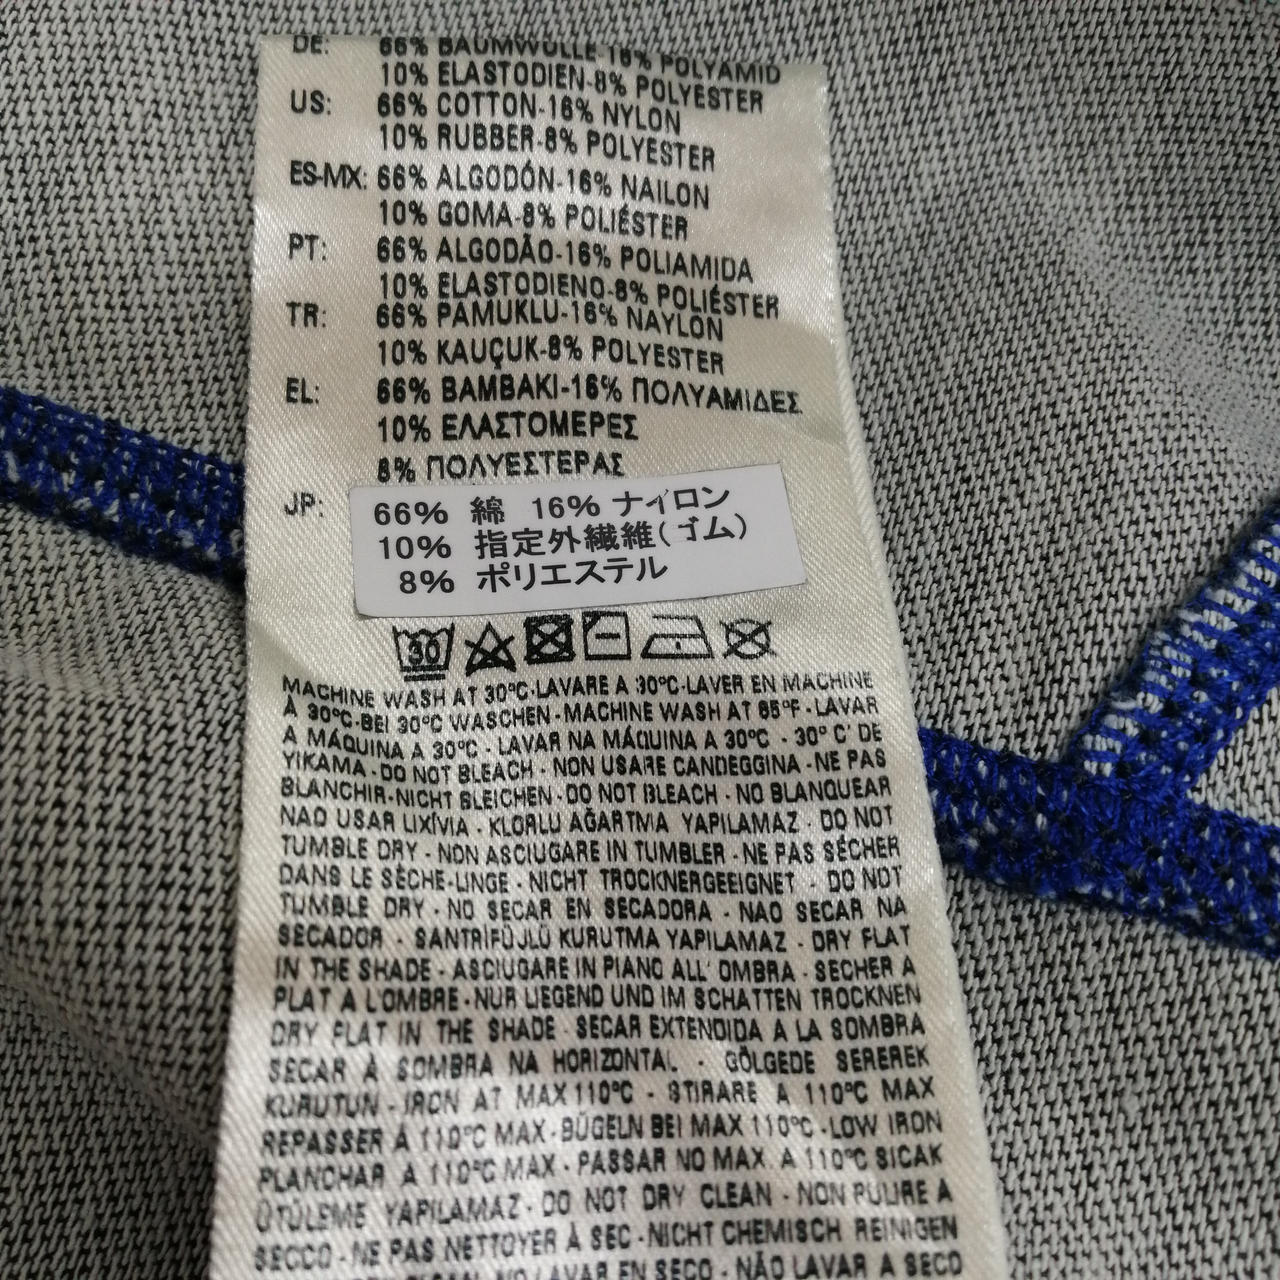 DE: 66% BAUMWOLLE-16% POLYAMID
10% ELASTODIEN-8% POLYESTER
US: 66% COTTON-16% NYLON
10% RUBBER-8% POLYESTER
ES-MX: 66% ALGODÓN-16% NAILON
10% GOMA-8% POLIÉSTER
PT: 66% ALGODÃO-16% POLIAMIDA
10% ELASTODIENO-8% POLIÉSTER
TR: 66% PAMUKLU-16% NAYLON
10% KAUÇUK-8% POLYESTER
EL: 66% BAMBAKI-16% ΠΟΛΥΑΜΙΔΕΣ
10% ΕΛΑΣΤΟΜΕΡΕΣ
8% ΠΟΛΥΕΣΤΕΡΑΣ
JP: 66% 綿 16% ナイロン
10% 指定外繊維(ゴム)
8% ポリエステル
30
MACHINE WASH AT 30°C-LAVARE A 30°C-LAVER EN MACHINE
À 30°C-BEI 30°C WASCHEN-MACHINE WASH AT 85°F-LAVAR
A MÁQUINA A 30°C - LAVAR NA MÁQUINA A 30°C - 30° C' DE
YIKAMA-DO NOT BLEACH - NON USARE CANDEGGINA-NE PAS
BLANCHIR-NICHT BLEICHEN-DO NOT BLEACH - NO BLANQUEAR
NAO USAR LIXÍVIA - KLORLU AĞARTMA YAPILAMAZ - DO NOT
TUMBLE DRY - NON ASCIUGARE IN TUMBLER - NE PAS SÉCHER
DANS LE SÈCHE-LINGE - NICHT TROCKNERGEEIGNET - DO NOT
TUMBLE DRY - NO SECAR EN SECADORA - NAO SECAR NA
SECADOR - SANTRİFÜJLÜ KURUTMA YAPILAMAZ - DRY FLAT
IN THE SHADE - ASCIUGARE IN PIANO ALL' OMBRA - SECHER A
PLAT A L'OMBRE-NUR LIEGEND UND IM SCHATTEN TROCKNEN
DRY FLAT IN THE SHADE - SECAR EXTENDIDA A LA SOMBRA
SECAR À SOMBRA NA HORIZONTAL - GÖLGEDE SEREREK
KURUTUN - IRON AT MAX 110°C - STIRARE A 110°C MAX
REPASSER À 110°C MAX-BÜGELN BEI MAX 110°C -LOW IRON
PLANCHAR A 110°C MAX - PASSAR NO MAX. A 110°C SICAK
ÜTÜLEME YAPILAMAZ - DO NOT DRY CLEAN - NON PULIRE A
SECCO-NE PAS NETTOYER À SEC-NICHT CHEMISCH REINIGEN
LAVAR EN SECO - NÃO LAVAR A SECO